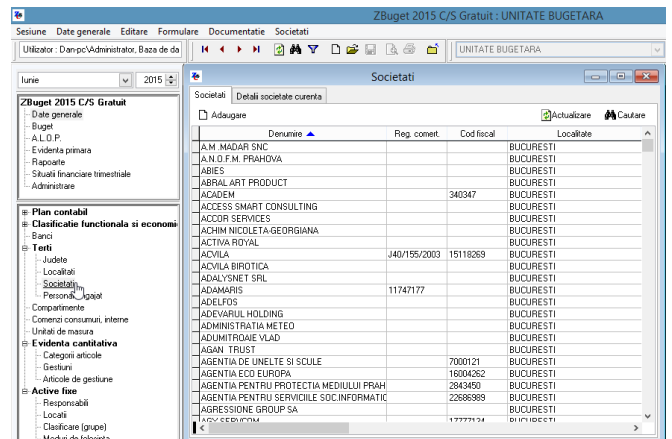 ZBuget 2015 C/S Gratuit : UNITATE BUGETARA
Sesiune Date generale Editare Formulare Documentatie Societati
Utilizator : Dan-pc\Administrator, Baza de da
UNITATE BUGETARA
Iunie 2015
ZBuget 2015 C/S Gratuit
Date generale
Buget
A.L.O.P.
Evidenta primara
Rapoarte
Situatii financiare trimestriale
Administrare
Plan contabil
Clasificatie functionala si economi
Banci
Terti
Judete
Localitati
Societati
Personal angajat
Compartimente
Comenzi consumuri, interne
Unitati de masura
Evidenta cantitativa
Categorii articole
Gestiuni
Articole de gestiune
Active fixe
Responsabili
Locatii
Clasificare (grupe)
Moduri de folosinta
Societati
Societati Detalii societate curenta
Adaugare Actualizare Cautare
Denumire Reg. comert. Cod fiscal Localitate
A.M .MADAR SNC BUCURESTI
A.N.O.F.M. PRAHOVA BUCURESTI
ABIES BUCURESTI
ABRAL ART PRODUCT BUCURESTI
ACADEM 340347 BUCURESTI
ACCESS SMART CONSULTING BUCURESTI
ACCOR SERVICES BUCURESTI
ACHIM NICOLETA-GEORGIANA BUCURESTI
ACTIVA ROYAL BUCURESTI
ACVILA J40/155/2003 15118269 BUCURESTI
ACVILA BIROTICA BUCURESTI
ADALYSNET SRL BUCURESTI
ADAMARIS 11747177 BUCURESTI
ADELFOS BUCURESTI
ADEVARUL HOLDING BUCURESTI
ADMINISTRATIA METEO BUCURESTI
ADUMITROAIE VLAD BUCURESTI
AGAN TRUST BUCURESTI
AGENTIA DE UNELTE SI SCULE 7000121 BUCURESTI
AGENTIA ECO EUROPA 16004262 BUCURESTI
AGENTIA PENTRU PROTECTIA MEDIULUI PRAH 2843450 BUCURESTI
AGENTIA PENTRU SERVICIILE SOC.INFORMATIC 22686989 BUCURESTI
AGRESSIONE GROUP SA BUCURESTI
AGY SERVCOM 17777134 BUCURESTI